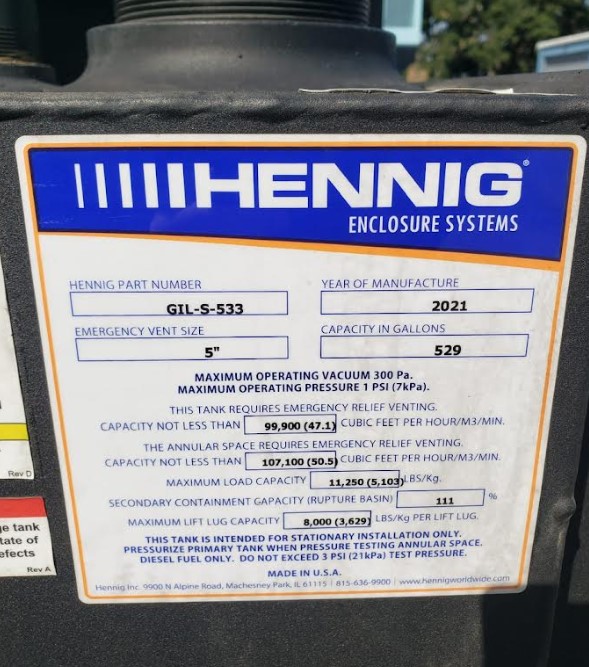 HENNIG®
ENCLOSURE SYSTEMS
HENNIG PART NUMBER
GIL-S-533
YEAR OF MANUFACTURE
2021
EMERGENCY VENT SIZE
5"
CAPACITY IN GALLONS
529
MAXIMUM OPERATING VACUUM 300 Pa.
MAXIMUM OPERATING PRESSURE 1 PSI (7kPa).
THIS TANK REQUIRES EMERGENCY RELIEF VENTING.
CAPACITY NOT LESS THAN 99,900 (47.1) CUBIC FEET PER HOUR/M3/MIN.
THE ANNULAR SPACE REQUIRES EMERGENCY RELIEF VENTING.
CAPACITY NOT LESS THAN 107,100 (50.5) CUBIC FEET PER HOUR/M3/MIN.
MAXIMUM LOAD CAPACITY 11,250 (5,103) LBS/Kg.
SECONDARY CONTAINMENT GAPACITY (RUPTURE BASIN) 111 %
MAXIMUM LIFT LUG CAPACITY 8,000 (3,629) LBS/Kg PER LIFT LUG.
THIS TANK IS INTENDED FOR STATIONARY INSTALLATION ONLY.
PRESSURIZE PRIMARY TANK WHEN PRESSURE TESTING ANNULAR SPACE.
DIESEL FUEL ONLY. DO NOT EXCEED 3 PSI (21kPa) TEST PRESSURE.
MADE IN U.S.A.
Hennig Inc. 9900 N Alpine Road, Machesney Park, IL 61115 | 815-636-9900 | www.hennigworldwide.com
Rev D
e tank
tate of
efects
Rev A